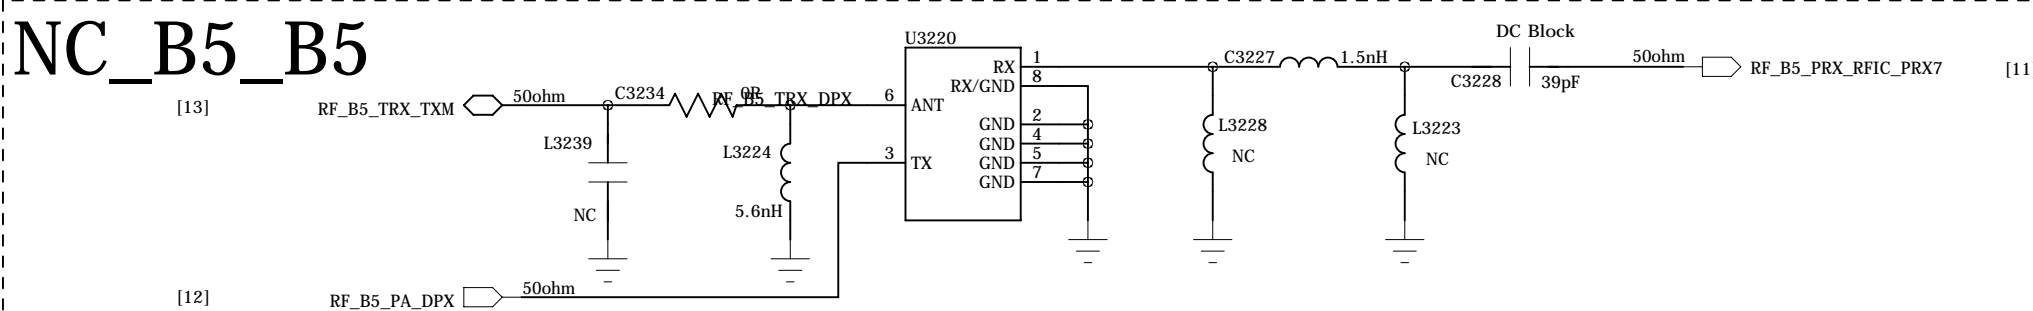 NC_B5_B5
U3220
DC Block
RX 1
C3227 1.5nH
50ohm
RF_B5_PRX_RFIC_PRX7
[11
RX/GND 8
C3228 39pF
[13]
RF_B5_TRX_TXM
50ohm
C3234
0R
RF_B5_TRX_DPX
6 ANT
GND 2
L3228
NC
L3223
NC
L3239
NC
L3224
5.6nH
GND 4
3 TX
GND 5
GND 7
[12]
RF_B5_PA_DPX
50ohm